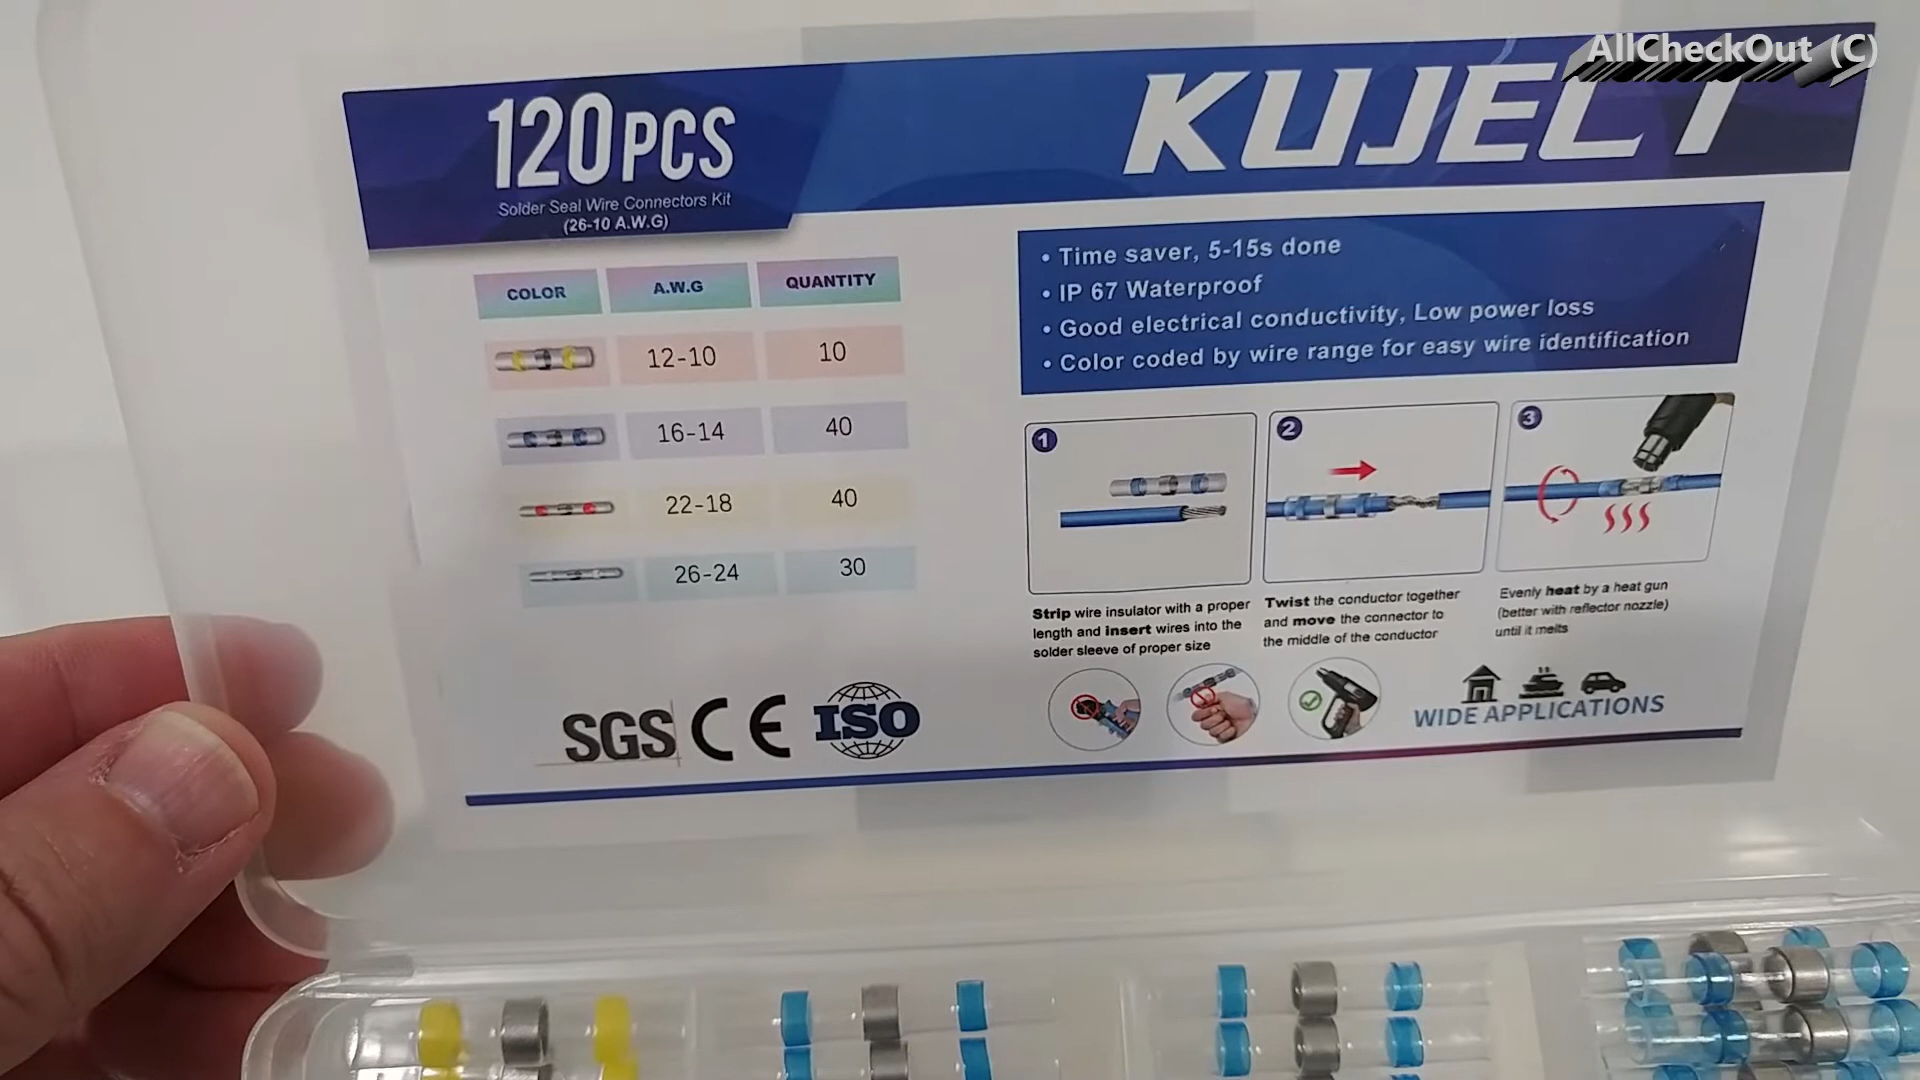 AllCheckOut (C)
120PCS
Solder Seal Wire Connectors Kit
(26-10 A.W.G)
KUJECT
COLOR A.W.G QUANTITY
12-10 10
16-14 40
22-18 40
26-24 30
• Time saver, 5-15s done
• IP 67 Waterproof
• Good electrical conductivity, Low power loss
• Color coded by wire range for easy wire identification
1
2
3
Strip wire insulator with a proper
length and insert wires into the
solder sleeve of proper size
Twist the conductor together
and move the connector to
the middle of the conductor
Evenly heat by a heat gun
(better with reflector nozzle)
until it melts
SGS CE ISO
WIDE APPLICATIONS